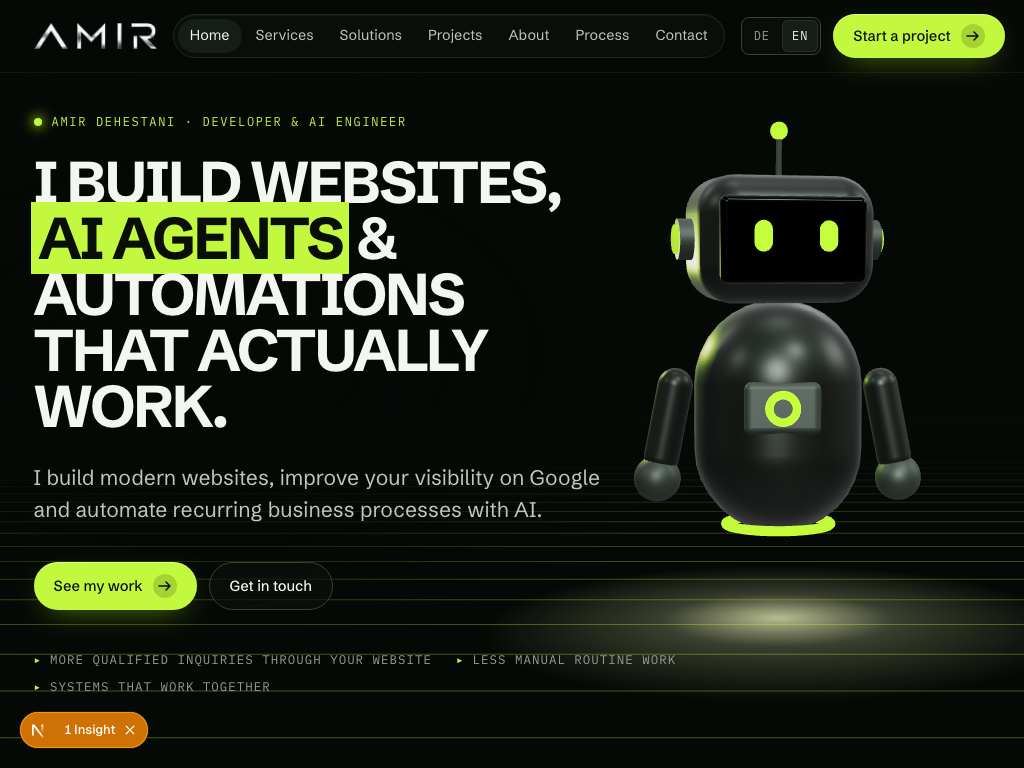 AMIR
Home Services Solutions Projects About Process Contact
DE EN
Start a project
AMIR DEHESTANI · DEVELOPER & AI ENGINEER
I BUILD WEBSITES,
AI AGENTS &
AUTOMATIONS
THAT ACTUALLY
WORK.
I build modern websites, improve your visibility on Google
and automate recurring business processes with AI.
See my work
Get in touch
▸ MORE QUALIFIED INQUIRIES THROUGH YOUR WEBSITE ▸ LESS MANUAL ROUTINE WORK
▸ SYSTEMS THAT WORK TOGETHER
N 1 Insight